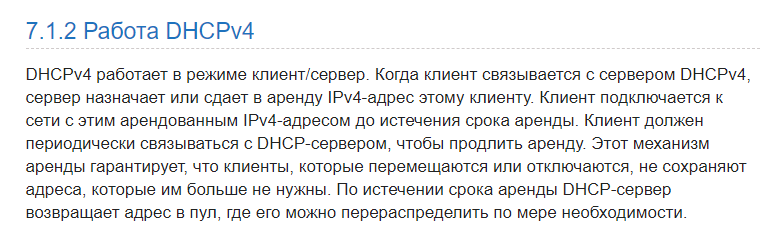 7.1.2 Работа DHCPv4
DHCPv4 работает в режиме клиент/сервер. Когда клиент связывается с сервером DHCPv4,
сервер назначает или сдает в аренду IPv4-адрес этому клиенту. Клиент подключается к
сети с этим арендованным IPv4-адресом до истечения срока аренды. Клиент должен
периодически связываться с DHCP-сервером, чтобы продлить аренду. Этот механизм
аренды гарантирует, что клиенты, которые перемещаются или отключаются, не сохраняют
адреса, которые им больше не нужны. По истечении срока аренды DHCP-сервер
возвращает адрес в пул, где его можно перераспределить по мере необходимости.